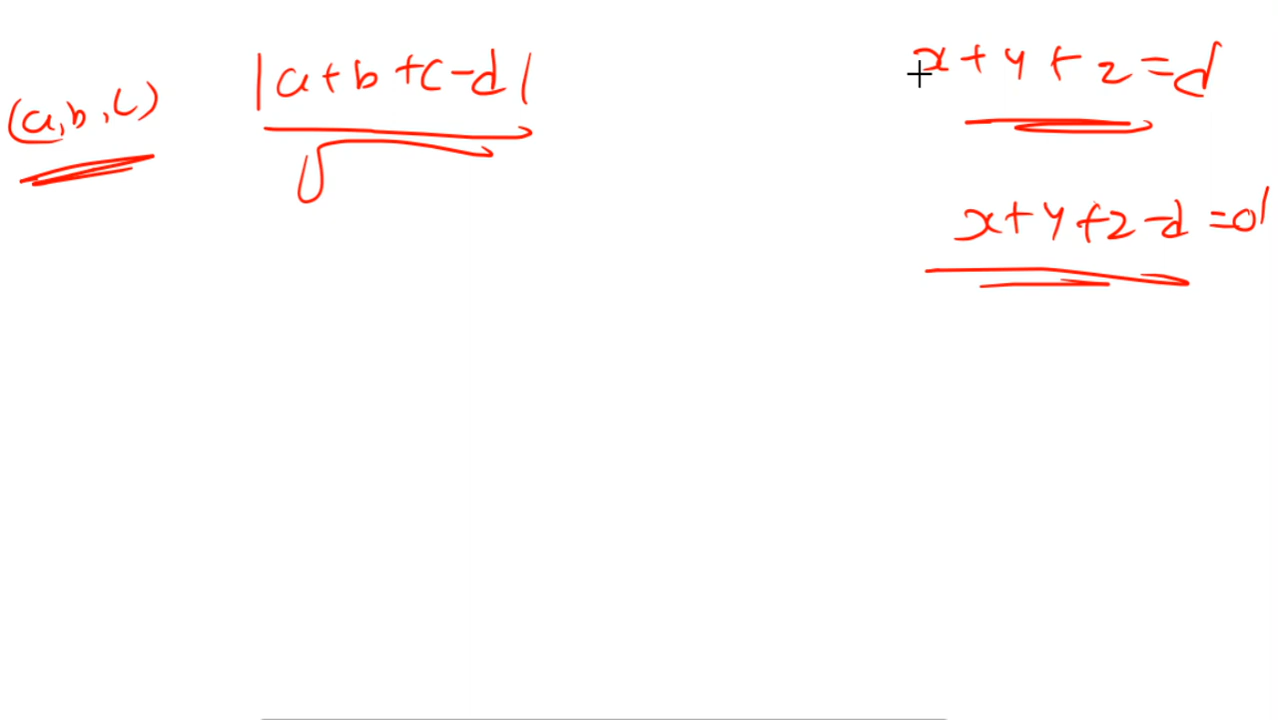 (a,b,c)
|a+b+c-d|
√
x+y+z=d
x+y+z-d=0